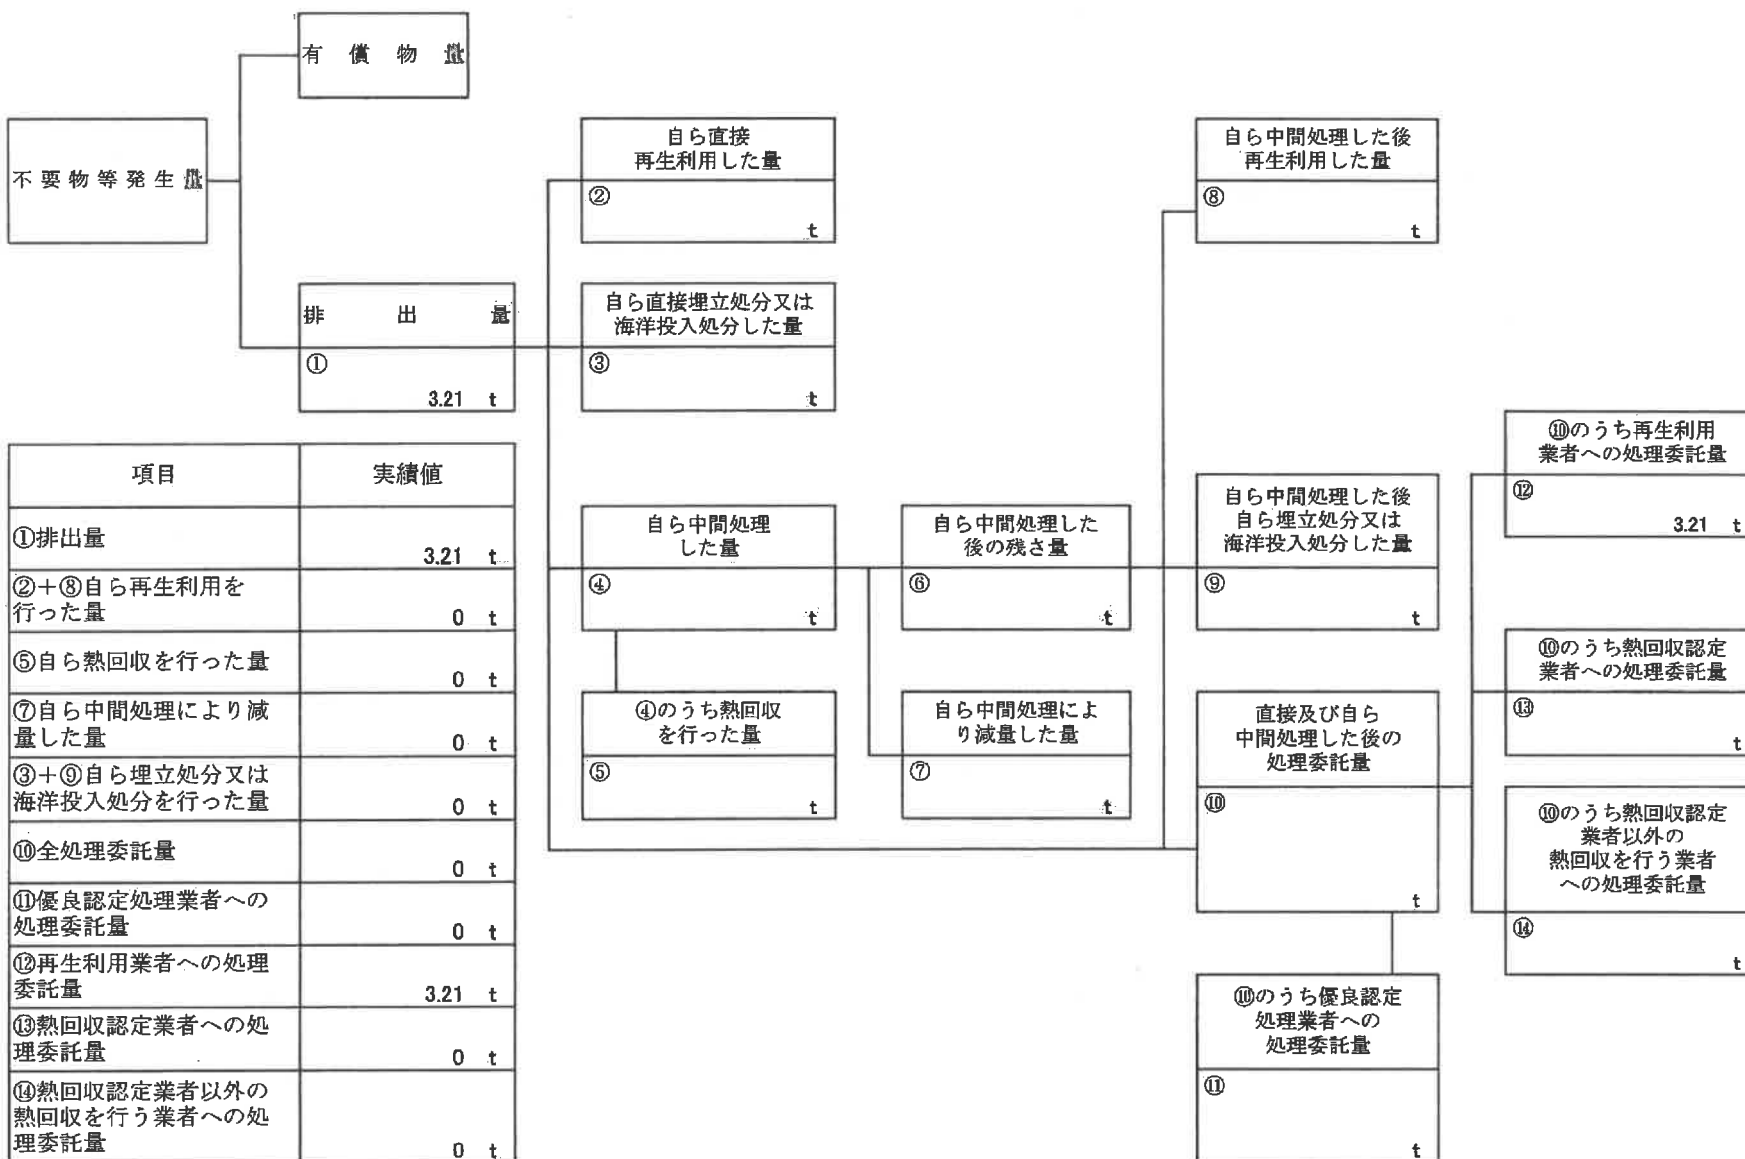 有償物量
不要物等発生量
排出量
①
3.21 t
自ら直接
再生利用した量
②
t
自ら直接埋立処分又は
海洋投入処分した量
③
t
自ら中間処理
した量
④
t
④のうち熱回収
を行った量
⑤
t
自ら中間処理した
後の残さ量
⑥
t
自ら中間処理によ
り減量した量
⑦
t
自ら中間処理した後
再生利用した量
⑧
t
自ら中間処理した後
自ら埋立処分又は
海洋投入処分した量
⑨
t
直接及び自ら
中間処理した後の
処理委託量
⑩
t
⑩のうち優良認定
処理業者への
処理委託量
⑪
t
⑩のうち再生利用
業者への処理委託量
⑫
3.21 t
⑩のうち熱回収認定
業者への処理委託量
⑬
t
⑩のうち熱回収認定
業者以外の
熱回収を行う業者
への処理委託量
⑭
t
項目 実績値
①排出量
3.21 t
②+⑧自ら再生利用を
行った量
0 t
⑤自ら熱回収を行った量
0 t
⑦自ら中間処理により減
量した量
0 t
③+⑨自ら埋立処分又は
海洋投入処分を行った量
0 t
⑩全処理委託量
0 t
⑪優良認定処理業者への
処理委託量
0 t
⑫再生利用業者への処理
委託量
3.21 t
⑬熱回収認定業者への処
理委託量
0 t
⑭熱回収認定業者以外の
熱回収を行う業者への処
理委託量
0 t